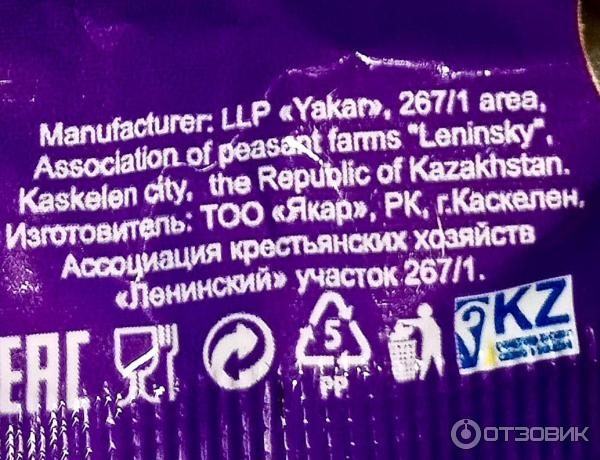 Manufacturer: LLP «Yakar», 267/1 area,
Association of peasant farms "Leninsky",
Kaskelen city, the Republic of Kazakhstan.
Изготовитель: ТОО «Якар», РК, г.Каскелен,
Ассоциация крестьянских хозяйств
«Ленинский» участок 267/1.
EAC
5
PP
KZ
ОТЗОВИК